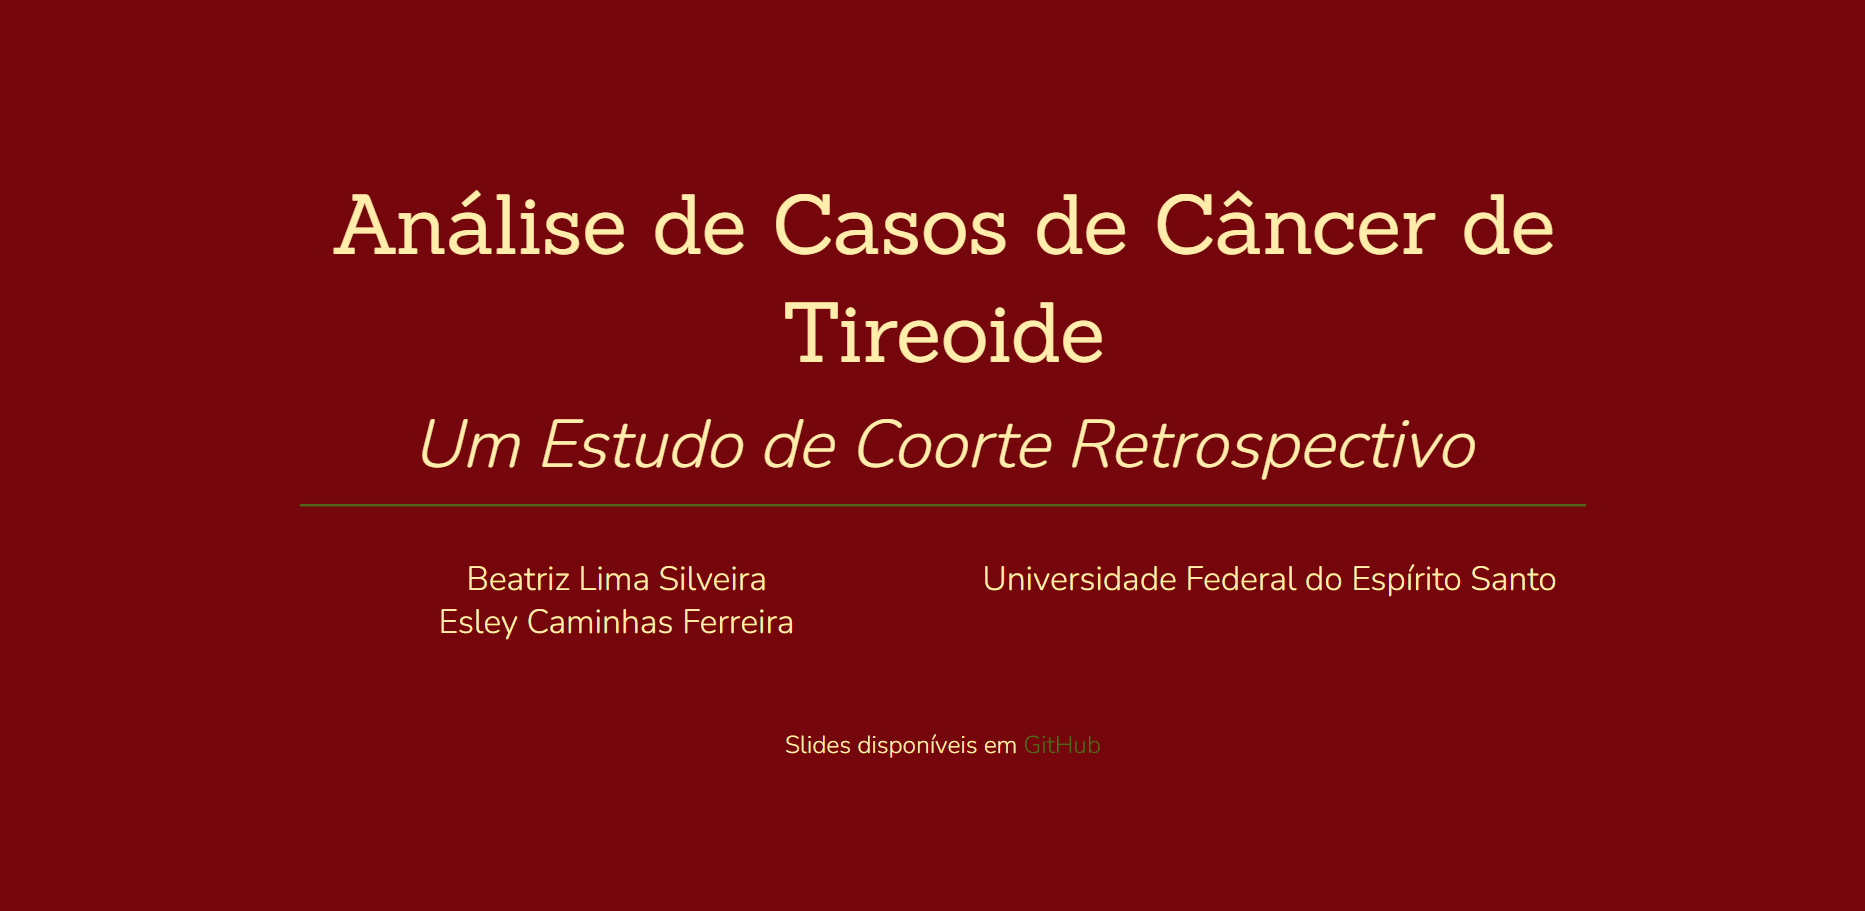 Análise de Casos de Câncer de
Tireoide
Um Estudo de Coorte Retrospectivo
Beatriz Lima Silveira
Esley Caminhas Ferreira
Universidade Federal do Espírito Santo
Slides disponíveis em GitHub